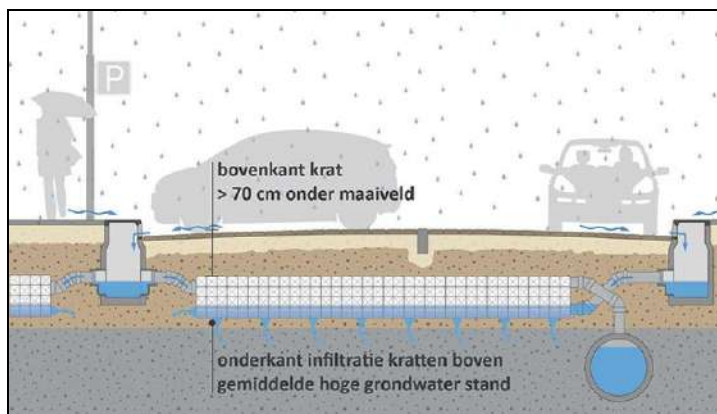 P
bovenkant krat
> 70 cm onder maaiveld
onderkant infiltratie kratten boven
gemiddelde hoge grondwater stand